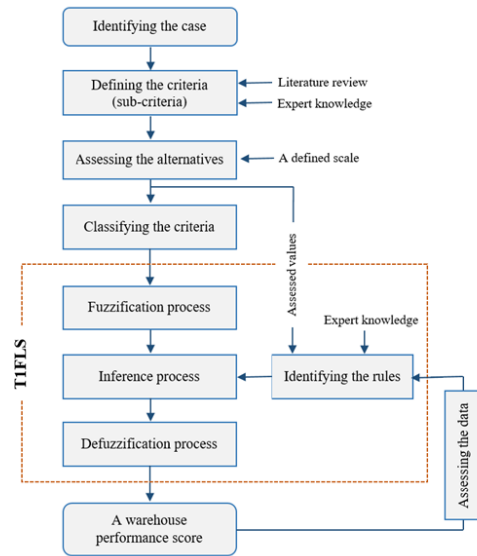 Identifying the case
Defining the criteria
(sub-criteria)
Literature review
Expert knowledge
Assessing the alternatives
A defined scale
Classifying the criteria
Assessed values
T1FLS
Fuzzification process
Expert knowledge
Inference process
Identifying the rules
Assessing the data
Defuzzification process
A warehouse
performance score